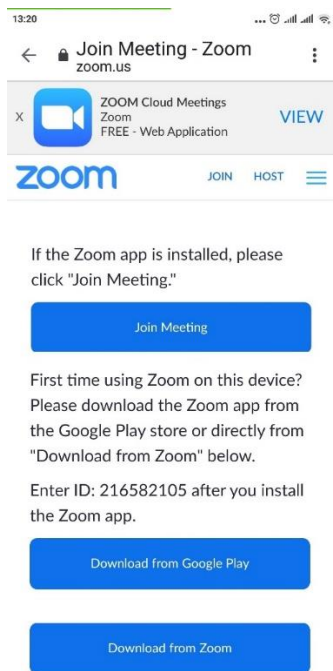 13:20
Join Meeting - Zoom
zoom.us
x
ZOOM Cloud Meetings
Zoom
FREE - Web Application
VIEW
zoom
JOIN HOST
If the Zoom app is installed, please
click "Join Meeting."
Join Meeting
First time using Zoom on this device?
Please download the Zoom app from
the Google Play store or directly from
"Download from Zoom" below.
Enter ID: 216582105 after you install
the Zoom app.
Download from Google Play
Download from Zoom